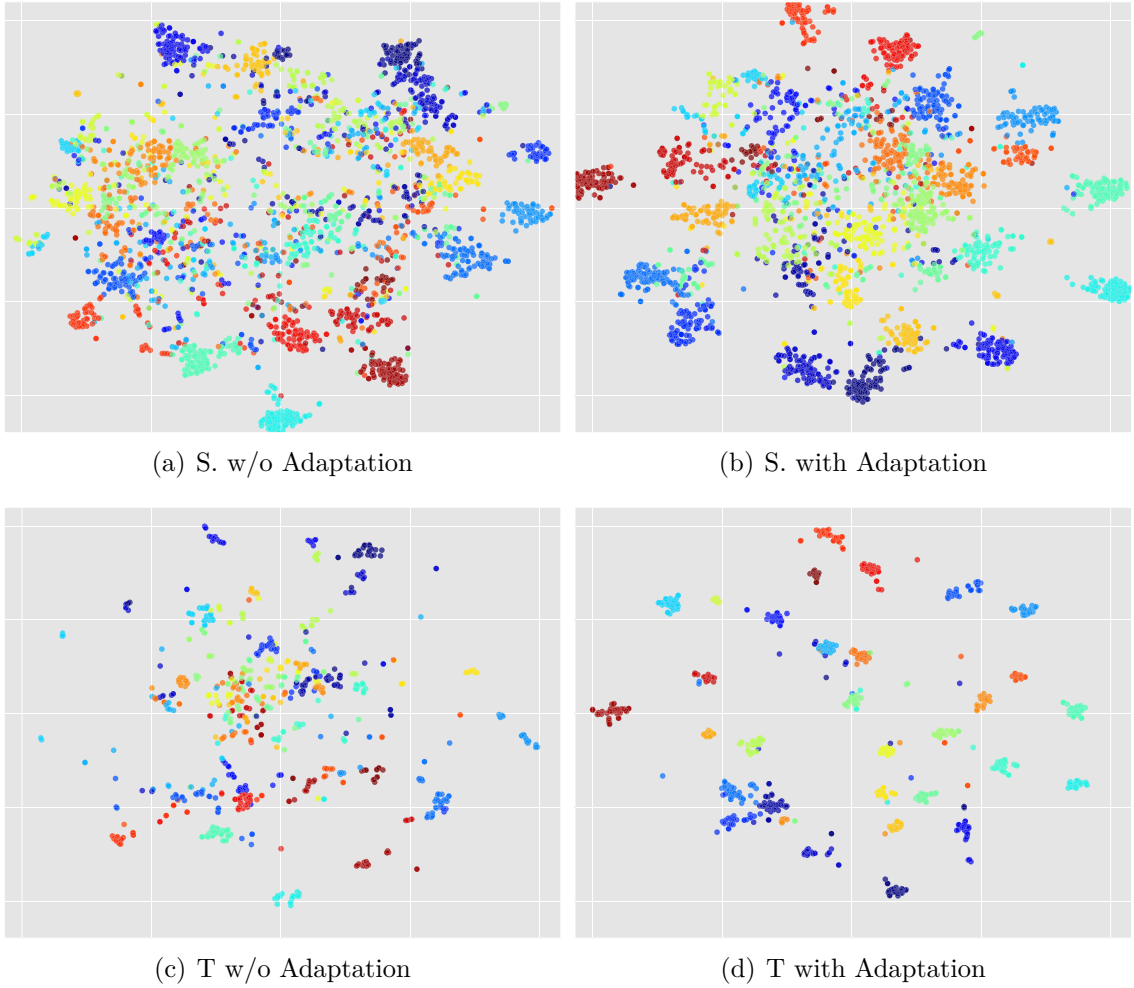 (a) S. w/o Adaptation
(b) S. with Adaptation
(c) T w/o Adaptation
(d) T with Adaptation